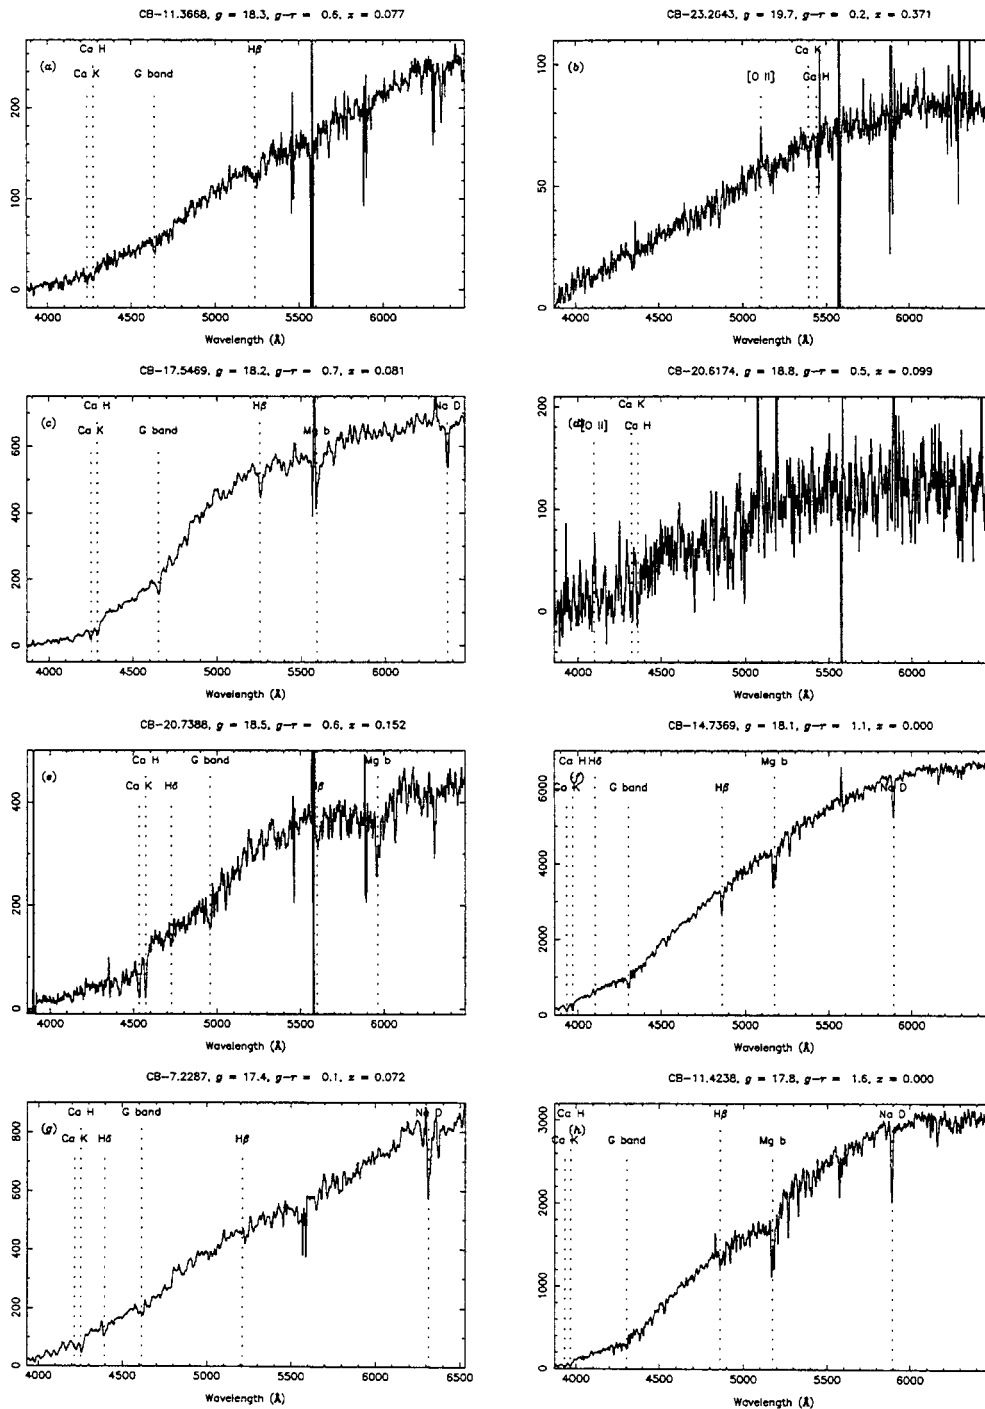 CB-11.3668, g = 18.3, g-r = 0.6, z = 0.077
(a)
Ca H
Hβ
Ca K
G band
200
100
0
4000 4500 5000 5500 6000
Wavelength (Å)
CB-23.2643, g = 19.7, g-r = 0.2, z = 0.371
(b)
Ca K
[O II]
Ca H
100
50
0
4000 4500 5000 5500 6000
Wavelength (Å)
CB-17.5469, g = 18.2, g-r = 0.7, z = 0.081
(c)
Ca H
Hβ
Na D
Ca K
G band
Mg b
600
400
200
0
4000 4500 5000 5500 6000
Wavelength (Å)
CB-20.6174, g = 18.8, g-r = 0.5, z = 0.099
(d)
Ca K
[O II]
Ca H
200
100
0
4000 4500 5000 5500 6000
Wavelength (Å)
CB-20.7388, g = 18.5, g-r = 0.6, z = 0.152
(e)
Ca H
G band
Mg b
Ca K
Hδ
Hβ
400
200
0
4000 4500 5000 5500 6000
Wavelength (Å)
CB-14.7369, g = 18.1, g-r = 1.1, z = 0.000
(f)
Ca H
Hδ
Mg b
Ca K
G band
Hβ
Na D
6000
4000
2000
0
4000 4500 5000 5500 6000
Wavelength (Å)
CB-7.2287, g = 17.4, g-r = 0.1, z = 0.072
(g)
Ca H
G band
Na D
Ca K
Hδ
Hβ
800
600
400
200
0
4000 4500 5000 5500 6000 6500
Wavelength (Å)
CB-11.4238, g = 17.8, g-r = 1.6, z = 0.000
(h)
Ca H
Hβ
Na D
Ca K
G band
Mg b
3000
2000
1000
0
4000 4500 5000 5500 6000
Wavelength (Å)